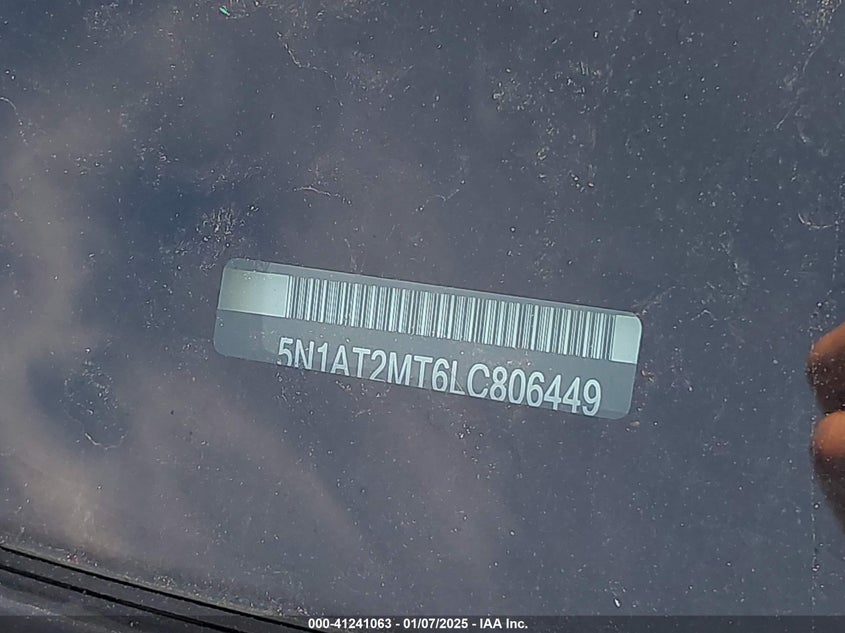 5N1AT2MT6LC806449
000-41241063 - 01/07/2025 - IAA Inc.